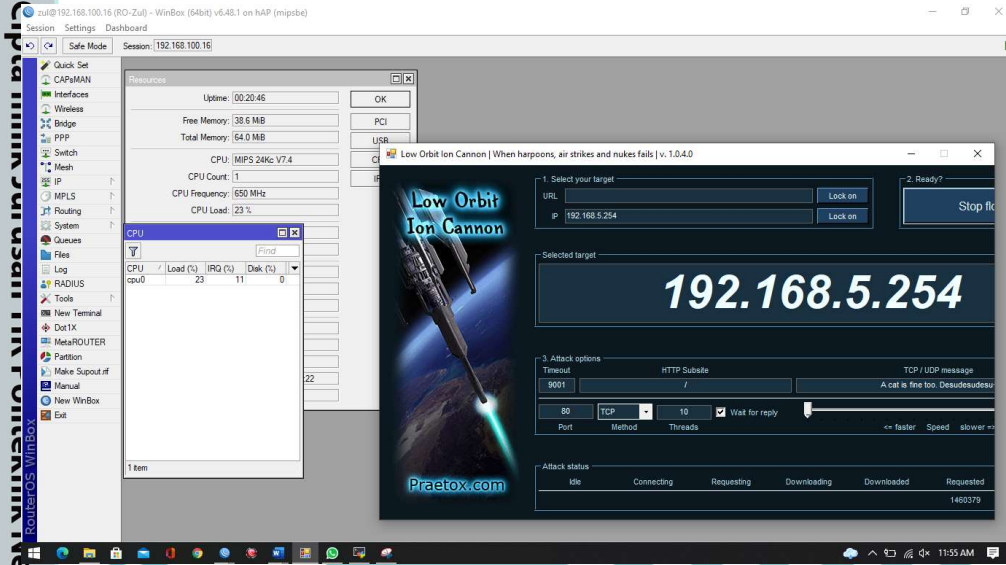 zul@192.168.100.16 (RO-Zul) - WinBox (64bit) v6.48.1 on hAP (mipsbe)
Session Settings Dashboard
Safe Mode Session: 192.168.100.16
Quick Set
CAPsMAN
Interfaces
Wireless
Bridge
PPP
Switch
Mesh
IP
MPLS
Routing
System
Queues
Files
Log
RADIUS
Tools
New Terminal
Dot1X
MetaROUTER
Partition
Make Supout.rif
Manual
New WinBox
Exit
RouterOS WinBox
Resources
Uptime: 00:20:46
Free Memory: 38.6 MiB
Total Memory: 64.0 MiB
CPU: MIPS 24Kc V7.4
CPU Count: 1
CPU Frequency: 650 MHz
CPU Load: 23 %
OK
PCI
USB
:22
CPU
Find
CPU Load (%) IRQ (%) Disk (%)
cpu0 23 11 0
1 item
Low Orbit Ion Cannon | When harpoons, air strikes and nukes fails | v. 1.0.4.0
Low Orbit
Ion Cannon
Praetox.com
1. Select your target
URL Lock on
IP 192.168.5.254 Lock on
2. Ready?
Stop flo
Selected target
192.168.5.254
3. Attack options
Timeout HTTP Subsite TCP / UDP message
9001 / A cat is fine too. Desudesudesu
80 TCP 10 Wait for reply
Port Method Threads <= faster Speed slower =>
Attack status
Idle Connecting Requesting Downloading Downloaded Requested
1460379
11:55 AM